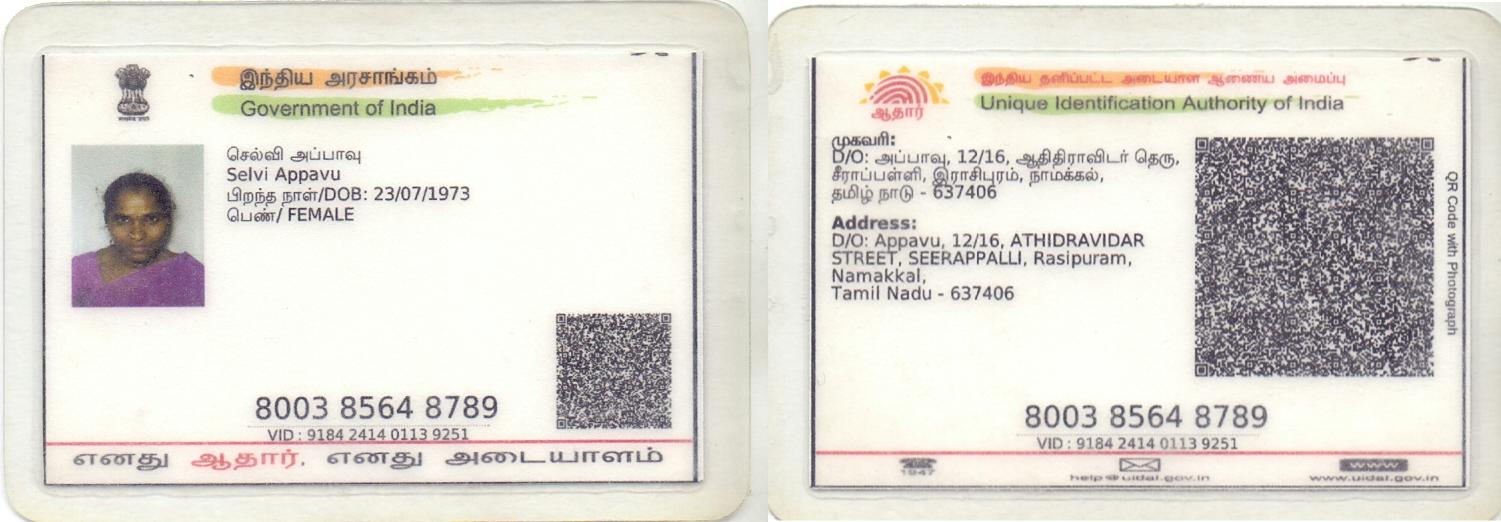 இந்திய அரசாங்கம்
Government of India
செல்வி அப்பாவு
Selvi Appavu
பிறந்த நாள்/DOB: 23/07/1973
பெண்/ FEMALE
8003 8564 8789
VID : 9184 2414 0113 9251
எனது ஆதார், எனது அடையாளம்
இந்திய தனிப்பட்ட அடையாள ஆணைய அமைப்பு
Unique Identification Authority of India
ஆதார்
முகவரி:
D/O: அப்பாவு, 12/16, ஆதிதிராவிடர் தெரு,
சீராப்பள்ளி, இராசிபுரம், நாமக்கல்,
தமிழ் நாடு - 637406
Address:
D/O: Appavu, 12/16, ATHIDRAVIDAR
STREET, SEERAPPALLI, Rasipuram,
Namakkal,
Tamil Nadu - 637406
QR Code with Photograph
8003 8564 8789
VID : 9184 2414 0113 9251
1947
help@uidai.gov.in
www
www.uidai.gov.in